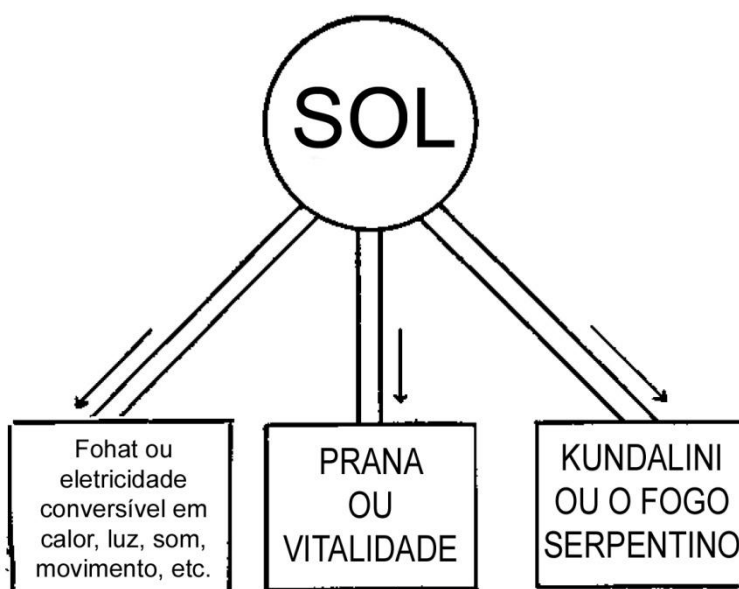 SOL
Fohat ou
eletricidade
conversível em
calor, luz, som,
movimento, etc.
PRANA
OU
VITALIDADE
KUNDALINI
OU O FOGO
SERPENTINO